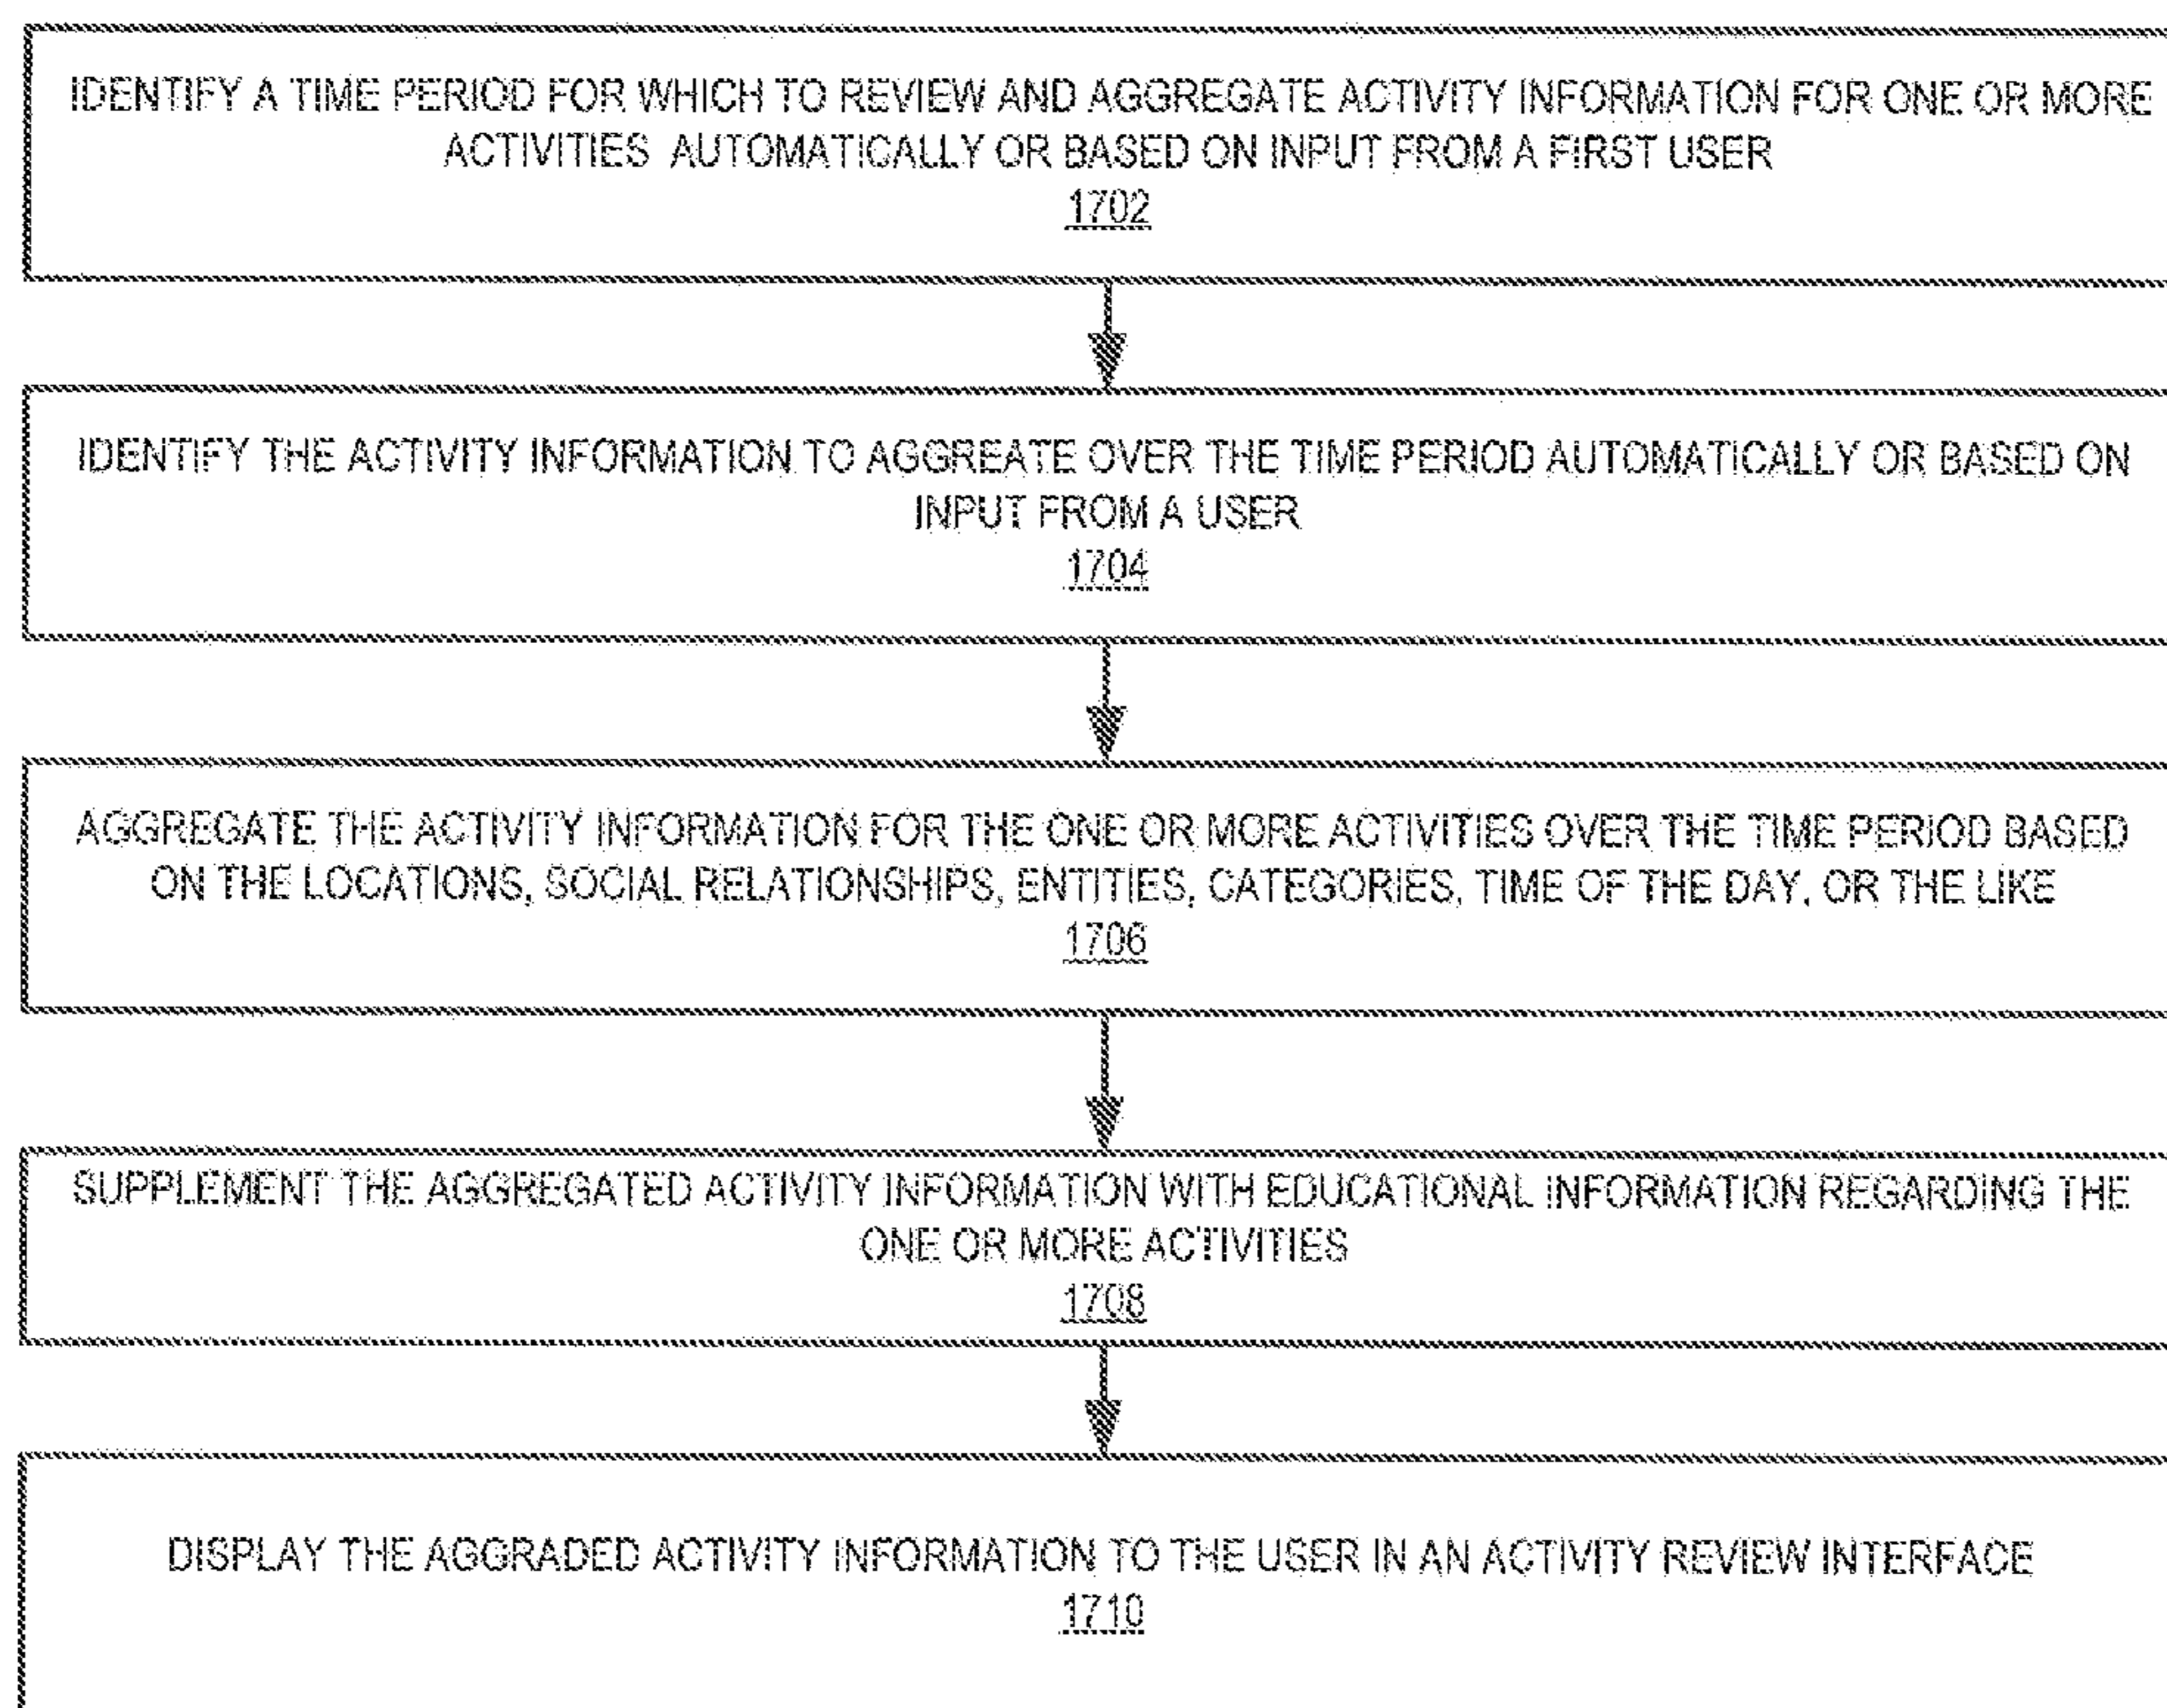 IDENTIFY A TIME PERIOD FOR WHICH TO REVIEW AND AGGREGATE ACTIVITY INFORMATION FOR ONE OR MORE
ACTIVITIES AUTOMATICALLY OR BASED ON INPUT FROM A FIRST USER
1702
IDENTIFY THE ACTIVITY INFORMATION TO AGGREATE OVER THE TIME PERIOD AUTOMATICALLY OR BASED ON
INPUT FROM A USER
1704
AGGREGATE THE ACTIVITY INFORMATION FOR THE ONE OR MORE ACTIVITIES OVER THE TIME PERIOD BASED
ON THE LOCATIONS, SOCIAL RELATIONSHIPS, ENTITIES, CATEGORIES, TIME OF THE DAY, OR THE LIKE
1706
SUPPLEMENT THE AGGREGATED ACTIVITY INFORMATION WITH EDUCATIONAL INFORMATION REGARDING THE
ONE OR MORE ACTIVITIES
1708
DISPLAY THE AGGRADED ACTIVITY INFORMATION TO THE USER IN AN ACTIVITY REVIEW INTERFACE
1710